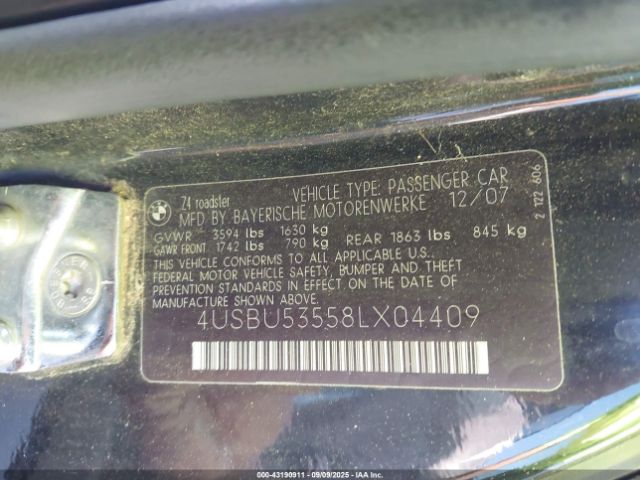 Z4 roadster VEHICLE TYPE: PASSENGER CAR
MFD BY BAYERISCHE MOTORENWERKE 12/07
GVWR 3594 lbs 1630 kg
GAWR FRONT 1742 lbs 790 kg REAR 1863 lbs 845 kg
THIS VEHICLE CONFORMS TO ALL APPLICABLE U.S.
FEDERAL MOTOR VEHICLE SAFETY, BUMPER AND THEFT
PREVENTION STANDARDS IN EFFECT ON THE DATE OF
MANUFACTURE SHOWN ABOVE.
4USBU53558LX04409
2 122 606
000-43190911 - 09/09/2025 - www.iaai.com